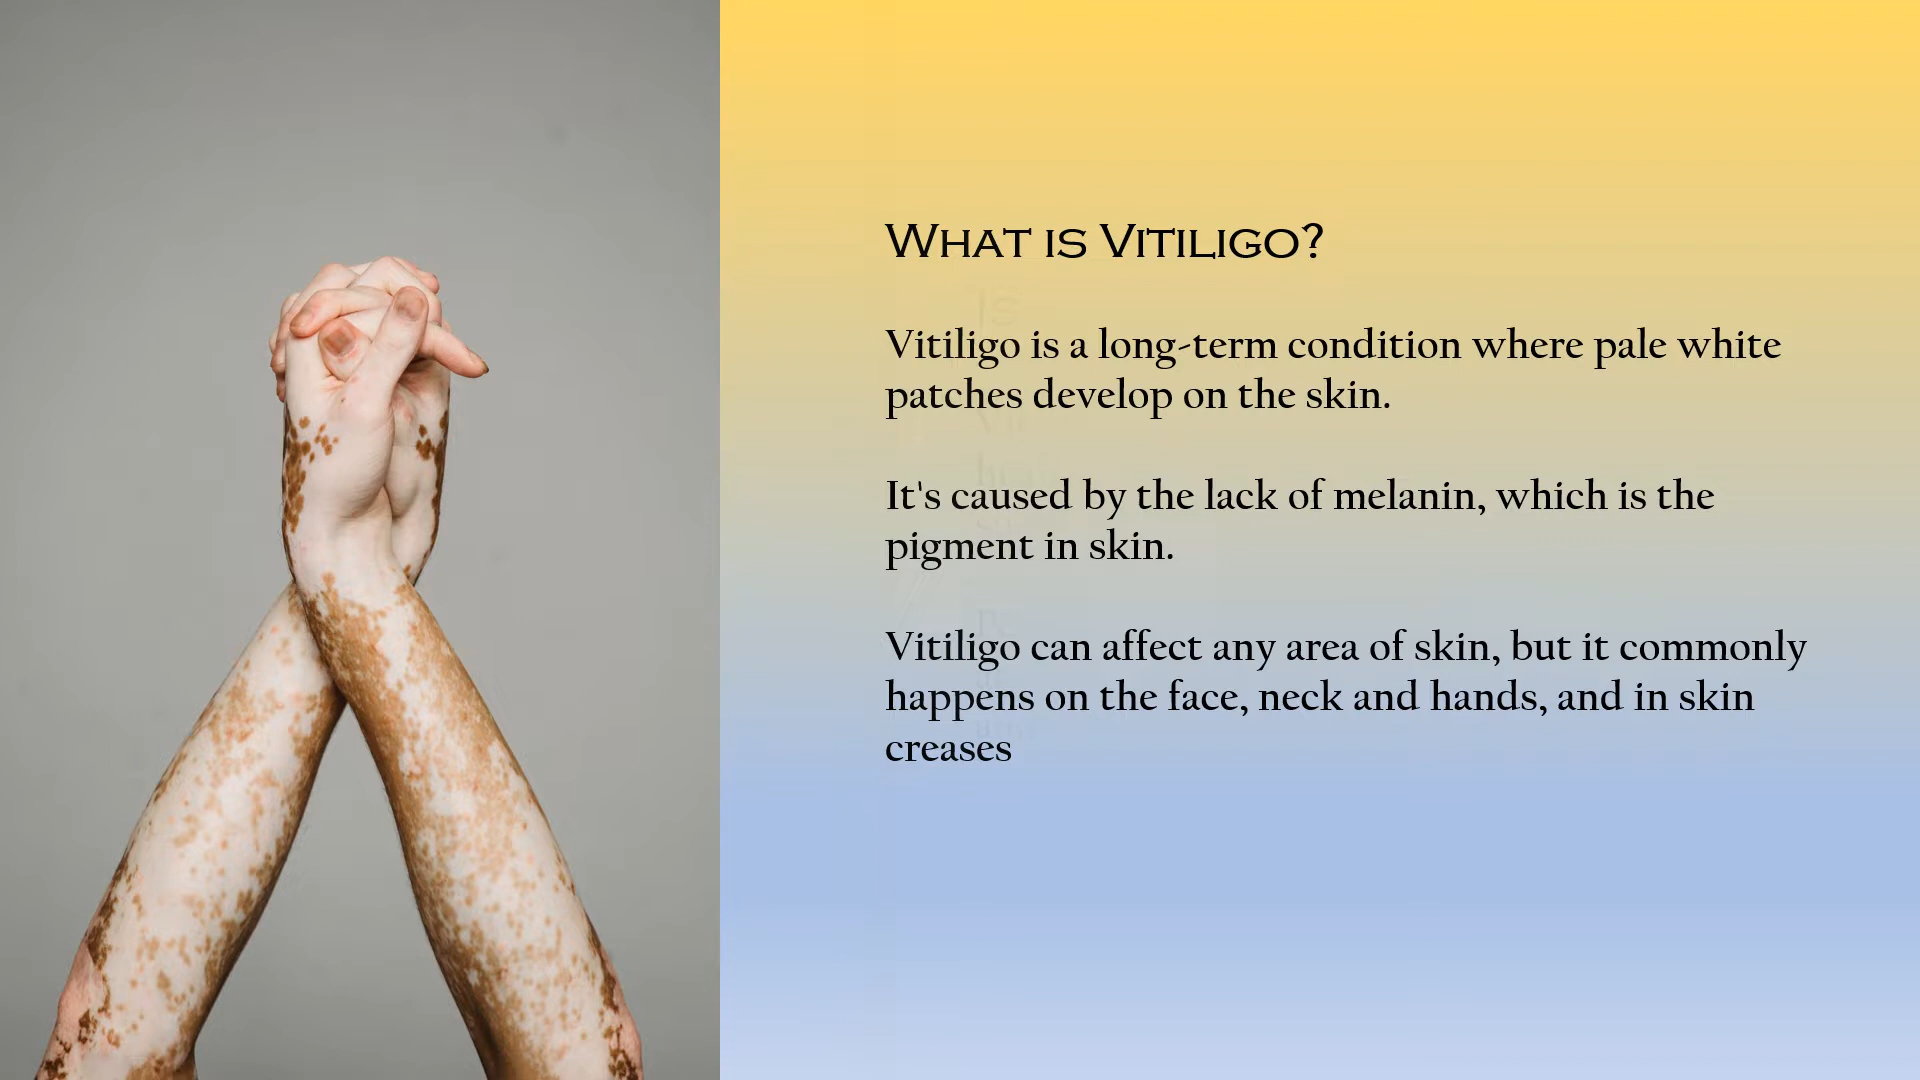 What is Vitiligo?
Vitiligo is a long-term condition where pale white
patches develop on the skin.
It's caused by the lack of melanin, which is the
pigment in skin.
Vitiligo can affect any area of skin, but it commonly
happens on the face, neck and hands, and in skin
creases